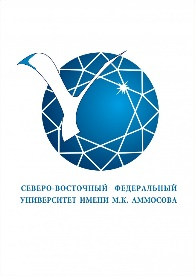 СЕВЕРО-ВОСТОЧНЫЙ ФЕДЕРАЛЬНЫЙ
УНИВЕРСИТЕТ ИМЕНИ М.К. АММОСОВА